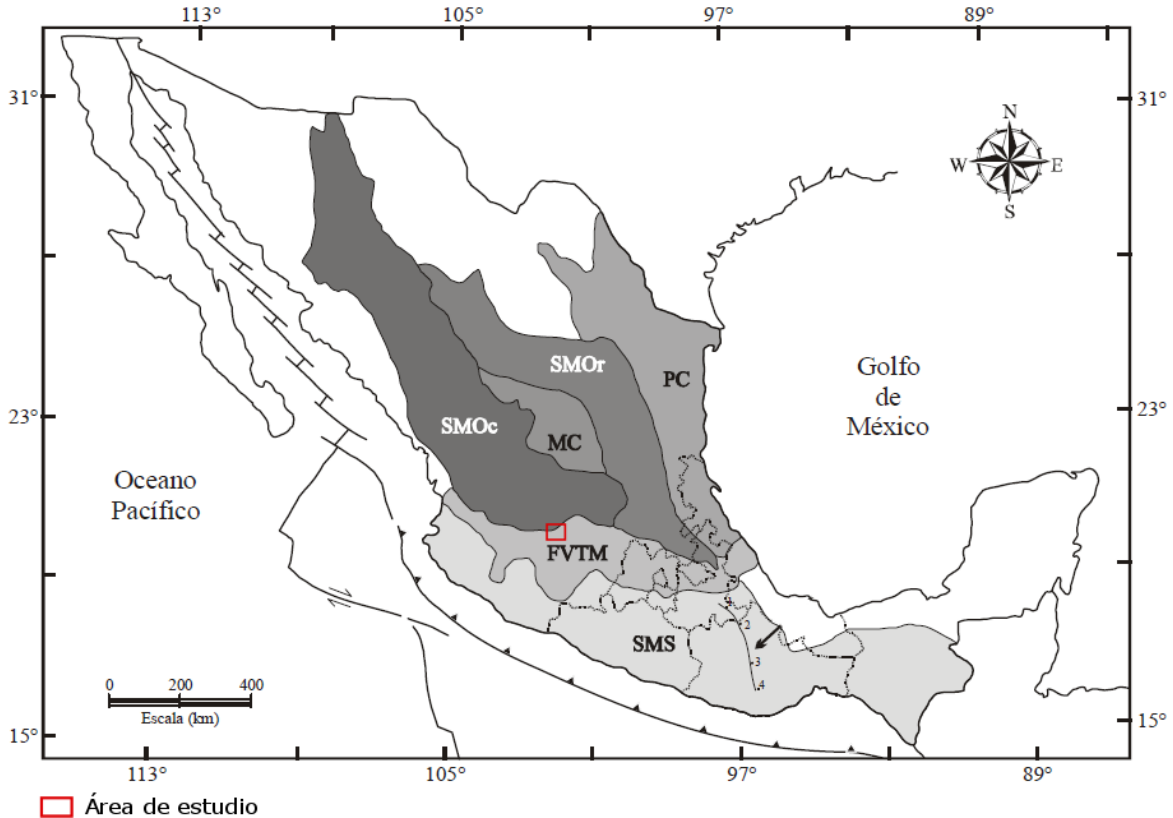 113°
105°
97°
89°
31°
31°
N
W
E
S
SMOr
PC
Golfo
de
México
23°
23°
SMOc
MC
Oceano
Pacífico
FVTM
2
SMS
3
4
0
200
400
Escala (km)
15°
15°
113°
105°
97°
89°
Área de estudio